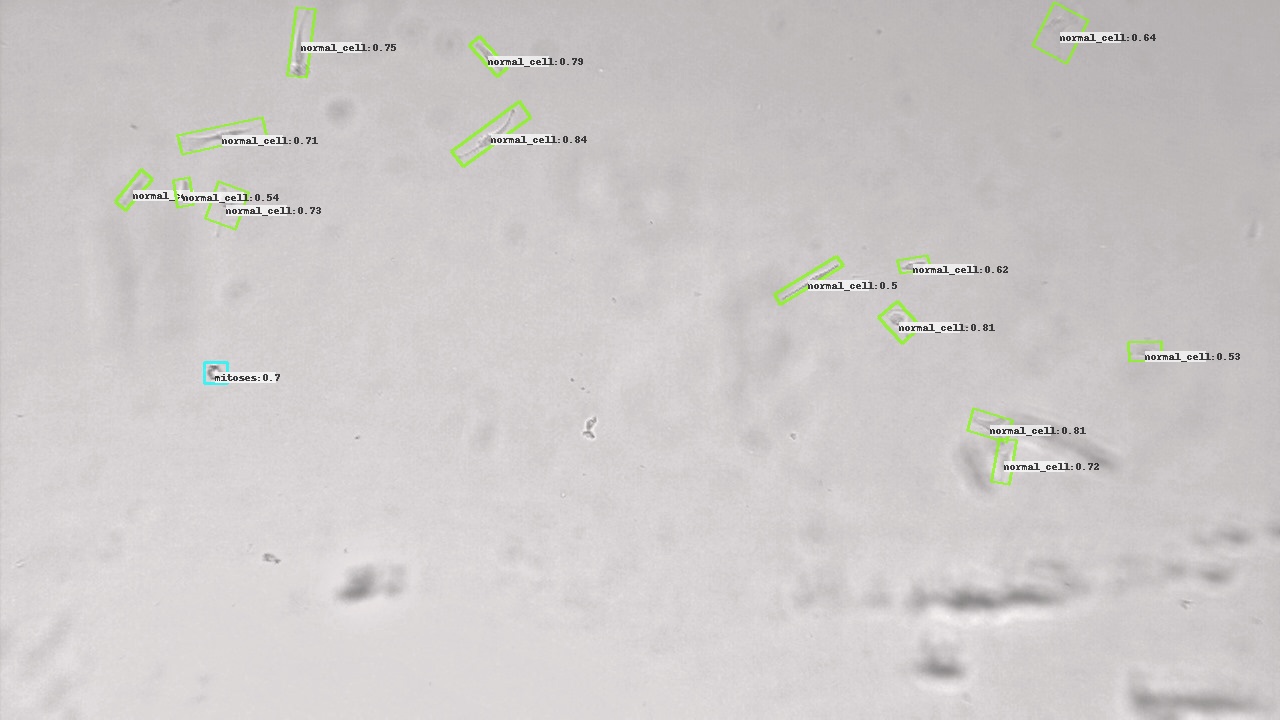 normal_cell:0.64
normal_cell:0.75
normal_cell:0.79
normal_cell:0.84
normal_cell:0.71
normal_c
normal_cell:0.54
normal_cell:0.73
normal_cell:0.62
normal_cell:0.5
normal_cell:0.81
normal_cell:0.53
mitoses:0.7
normal_cell:0.81
normal_cell:0.72